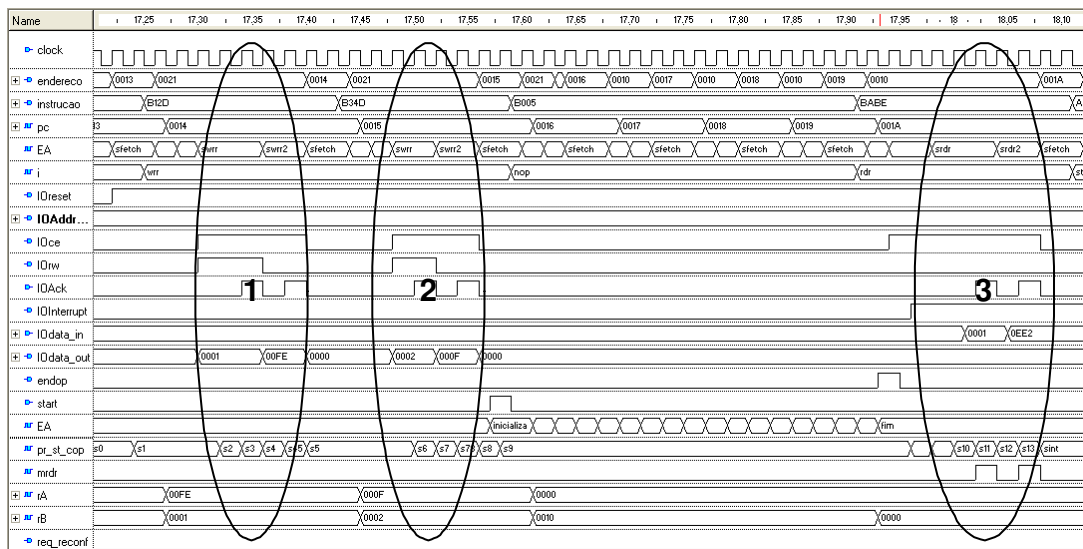 Name 17,25 17,30 17,35 17,40 17,45 17,50 17,55 17,60 17,65 17,70 17,75 17,80 17,85 17,90 17,95 18 18,05 18,10
clock
endereco 0013 0021 0014 0021 0015 0021 0016 0010 0017 0010 0018 0010 0019 0010 001A
instrucao B12D B34D B005 BABE A
pc 3 0014 0015 0016 0017 0018 0019 001A
EA sfetch swrr swrr2 sfetch swrr swrr2 sfetch sfetch sfetch sfetch sfetch srdr srdr2 sfetch
i wrr nop rdr st
IOreset
IOAddr...
IOce
IOrw
IOAck 1 2 3
IOInterrupt
IOdata_in 0001 0EE2
IOdata_out 0001 00FE 0000 0002 000F 0000
endop
start
EA inicializa fim
pr_st_cop s0 s1 s2 s3 s4 s5 s6 s7 s8 s9 s10 s11 s12 s13 sint
mrdr
rA 00FE 000F 0000
rB 0001 0002 0010 0000
req_reconf